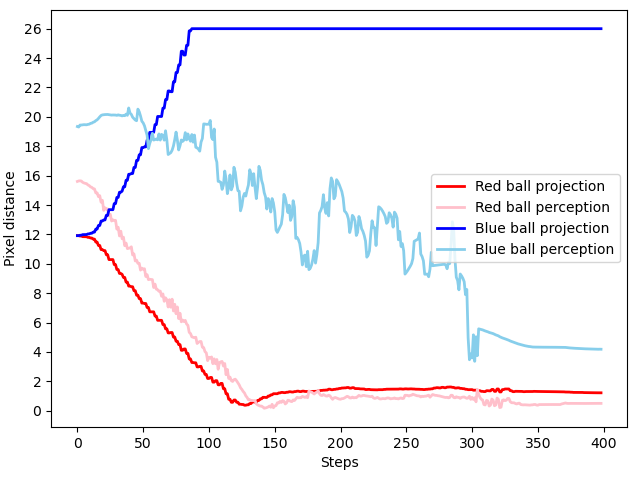 26
24
22
20
18
16
14
12
10
8
6
4
2
0
Pixel distance
Red ball projection
Red ball perception
Blue ball projection
Blue ball perception
0 50 100 150 200 250 300 350 400
Steps